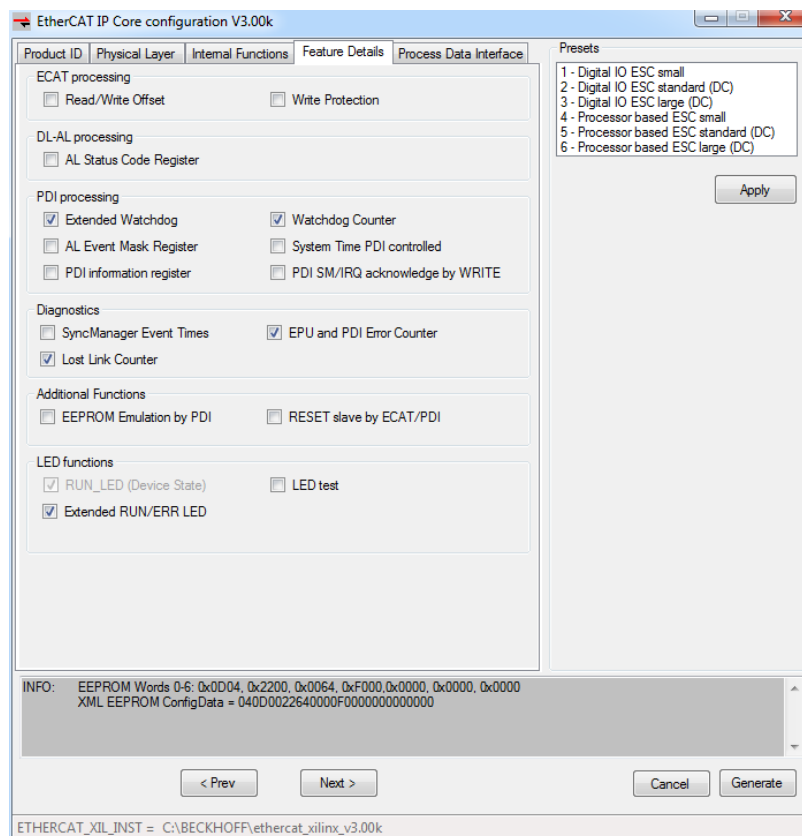 EtherCAT IP Core configuration V3.00k
Product ID Physical Layer Internal Functions Feature Details Process Data Interface
ECAT processing
Read/Write Offset Write Protection
DL-AL processing
AL Status Code Register
PDI processing
Extended Watchdog Watchdog Counter
AL Event Mask Register System Time PDI controlled
PDI information register PDI SM/IRQ acknowledge by WRITE
Diagnostics
SyncManager Event Times EPU and PDI Error Counter
Lost Link Counter
Additional Functions
EEPROM Emulation by PDI RESET slave by ECAT/PDI
LED functions
RUN_LED (Device State) LED test
Extended RUN/ERR LED
Presets
1 - Digital IO ESC small
2 - Digital IO ESC standard (DC)
3 - Digital IO ESC large (DC)
4 - Processor based ESC small
5 - Processor based ESC standard (DC)
6 - Processor based ESC large (DC)
Apply
INFO: EEPROM Words 0-6: 0x0D04, 0x2200, 0x0064, 0xF000,0x0000, 0x0000, 0x0000
XML EEPROM ConfigData = 040D0022640000F0000000000000
< Prev Next > Cancel Generate
ETHERCAT_XIL_INST = C:\BECKHOFF\ethercat_xilinx_v3.00k